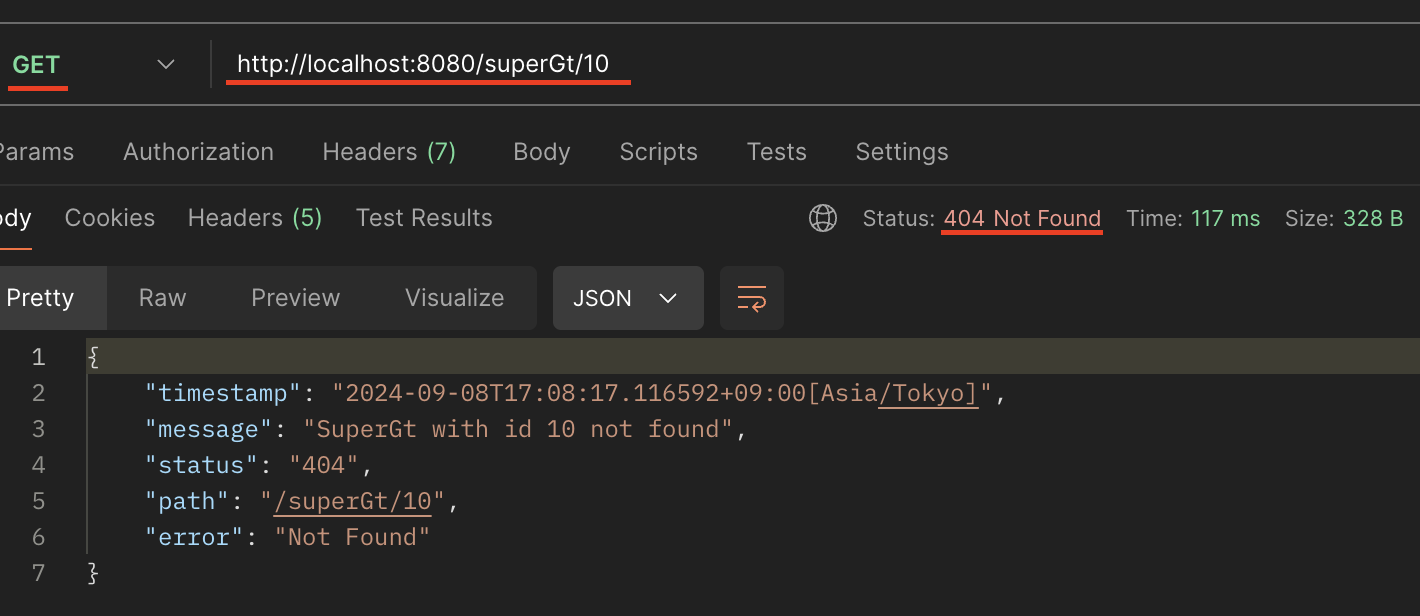 GET http://localhost:8080/superGt/10
Params Authorization Headers (7) Body Scripts Tests Settings
ody Cookies Headers (5) Test Results Status: 404 Not Found Time: 117 ms Size: 328 B
Pretty Raw Preview Visualize JSON
1 {
2 "timestamp": "2024-09-08T17:08:17.116592+09:00[Asia/Tokyo]",
3 "message": "SuperGt with id 10 not found",
4 "status": "404",
5 "path": "/superGt/10",
6 "error": "Not Found"
7 }